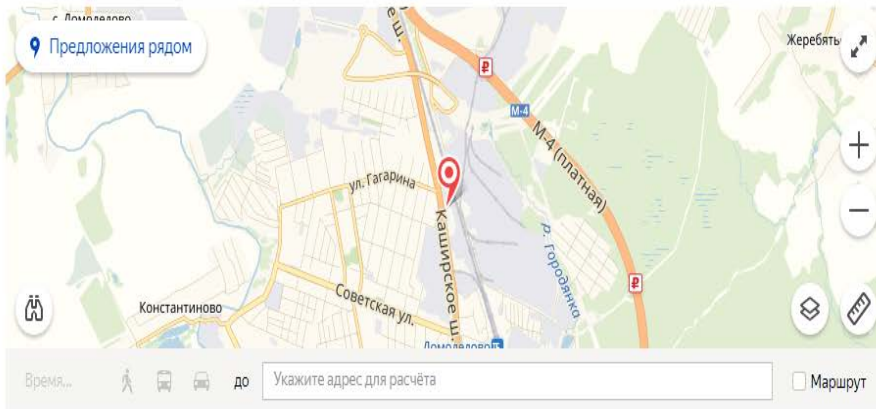 с. Домодедово
Предложения рядом
е ш.
₽
Жеребять
М-4
М-4 (платная)
ул. Гагарина
Каширское ш.
р. Городянка
₽
Советская ул.
Константиново
Домодедово
Время...
до
Укажите адрес для расчёта
Маршрут